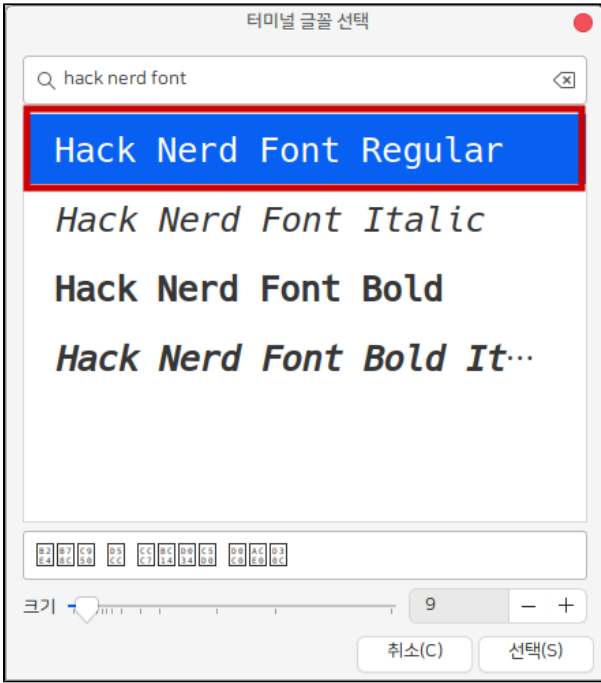 터미널 글꼴 선택
hack nerd font
Hack Nerd Font Regular
Hack Nerd Font Italic
Hack Nerd Font Bold
Hack Nerd Font Bold It…
크기 9 − +
취소(C) 선택(S)